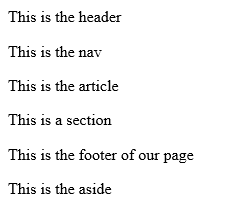 This is the header
This is the nav
This is the article
This is a section
This is the footer of our page
This is the aside